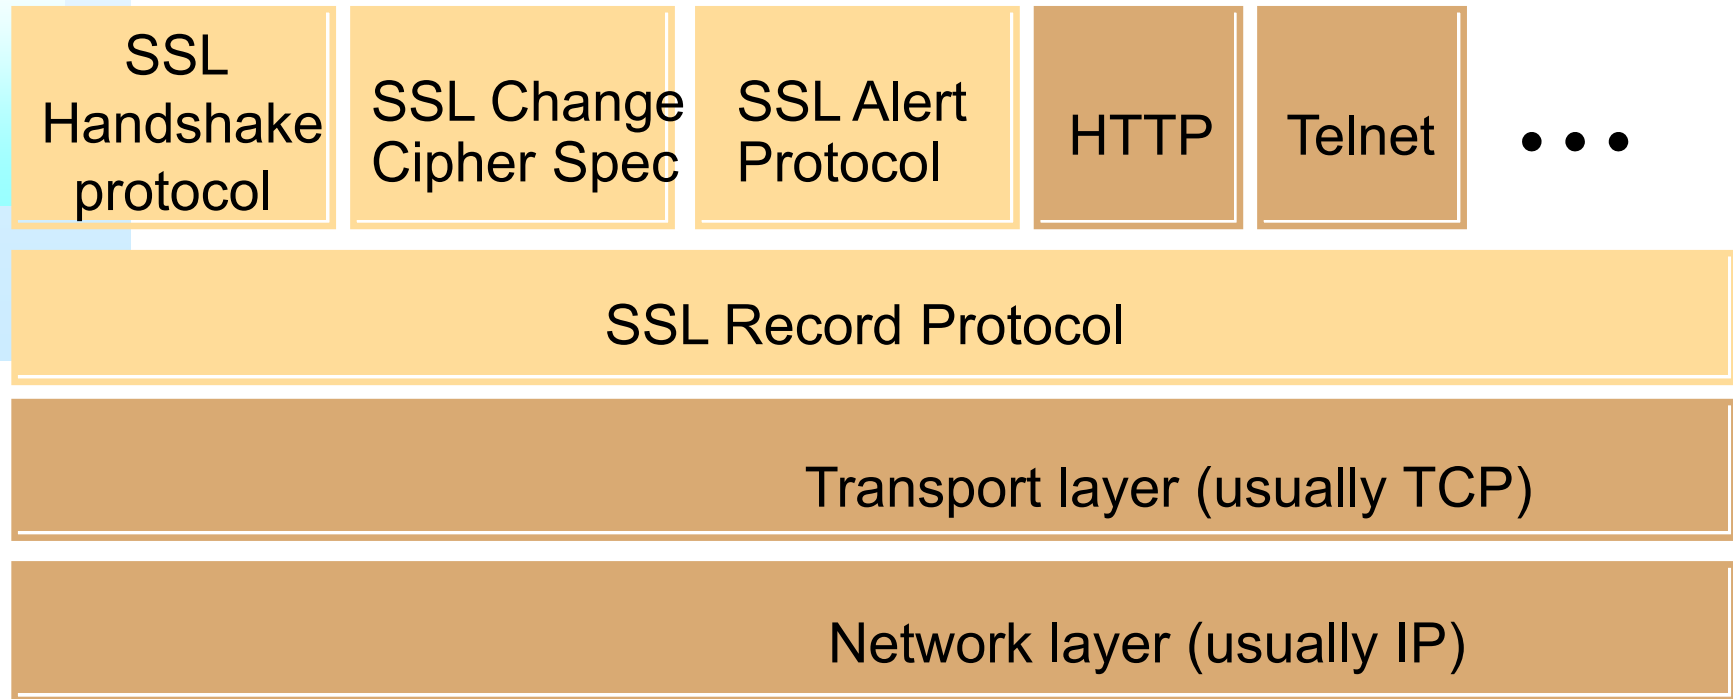 SSL
Handshake
protocol
SSL Change
Cipher Spec
SSL Alert
Protocol
HTTP
Telnet
• • •
SSL Record Protocol
Transport layer (usually TCP)
Network layer (usually IP)